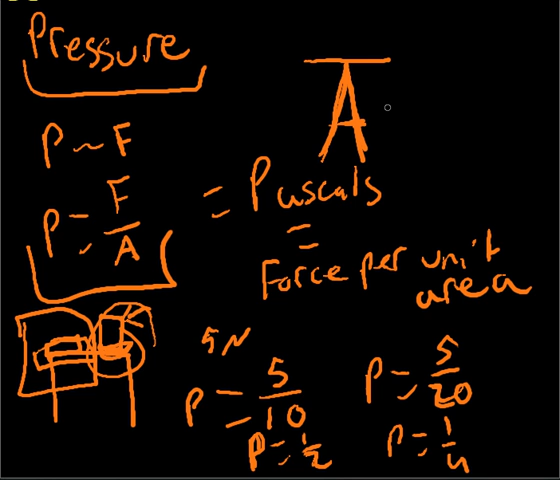 Pressure
P ~ F
P = F/A = Pascals
=
Force per unit area
A
5N
P = 5/10
P = 1/2
P = 5/20
P = 1/4